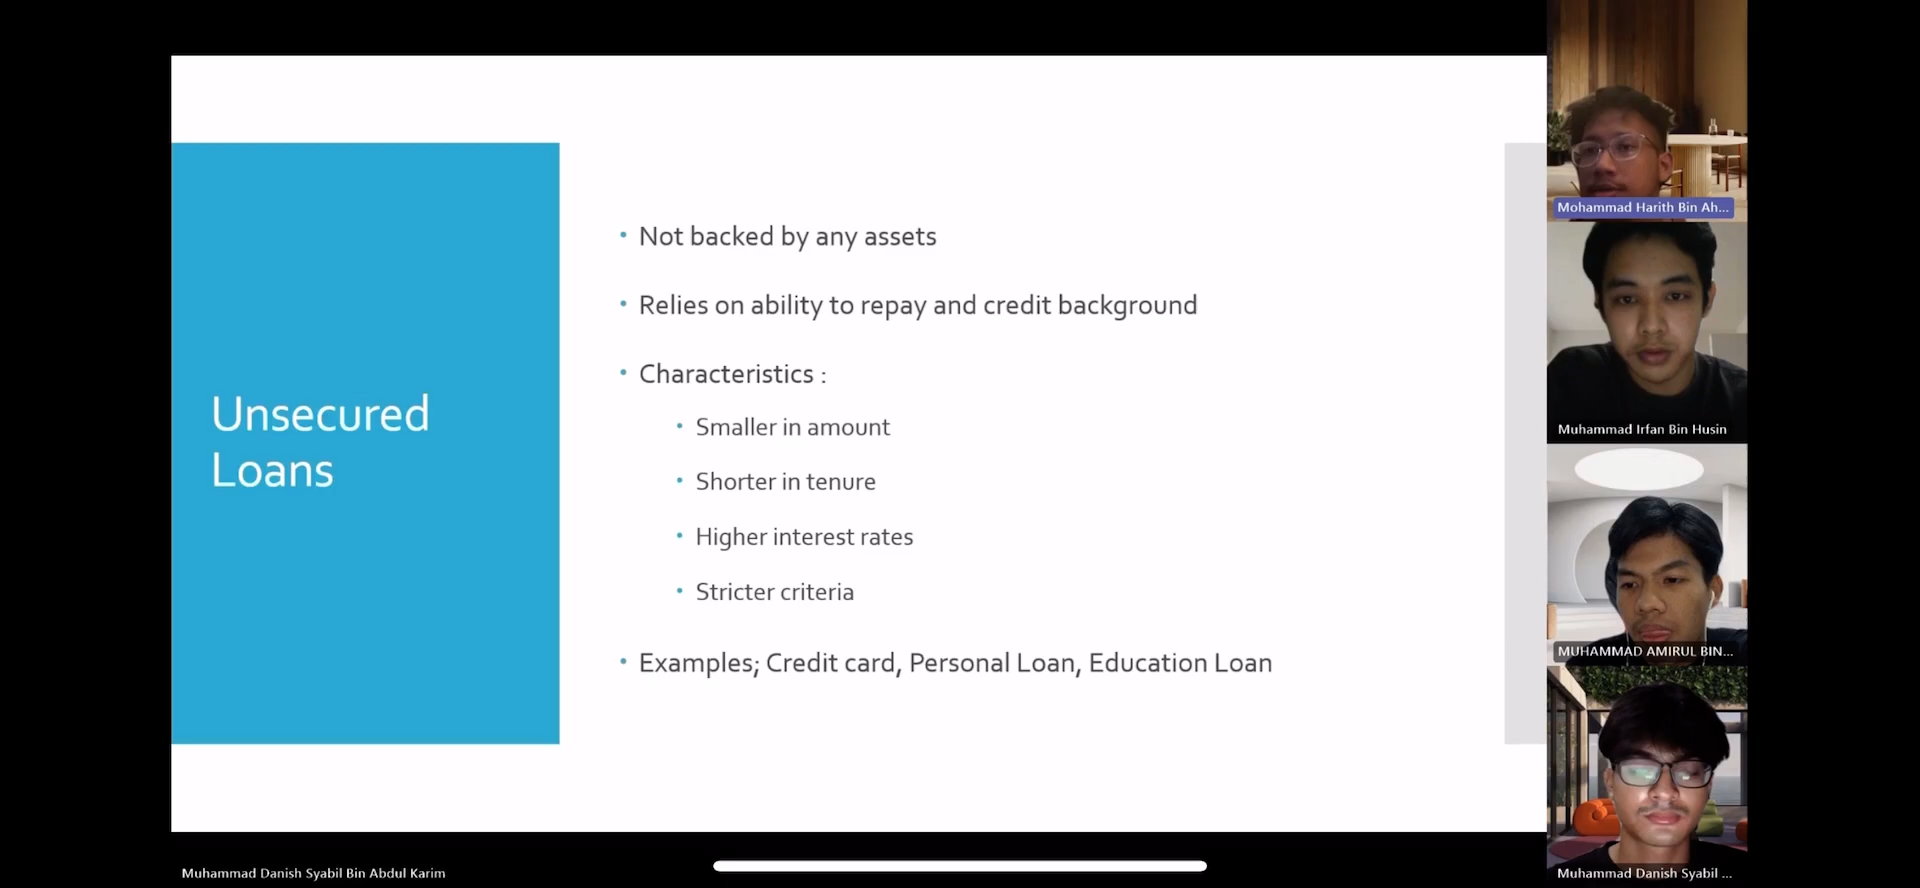 Unsecured
Loans
Not backed by any assets
Relies on ability to repay and credit background
Characteristics :
Smaller in amount
Shorter in tenure
Higher interest rates
Stricter criteria
Examples; Credit card, Personal Loan, Education Loan
Mohammad Harith Bin Ah...
Muhammad Irfan Bin Husin
MUHAMMAD AMIRUL BIN...
Muhammad Danish Syabil ...
Muhammad Danish Syabil Bin Abdul Karim